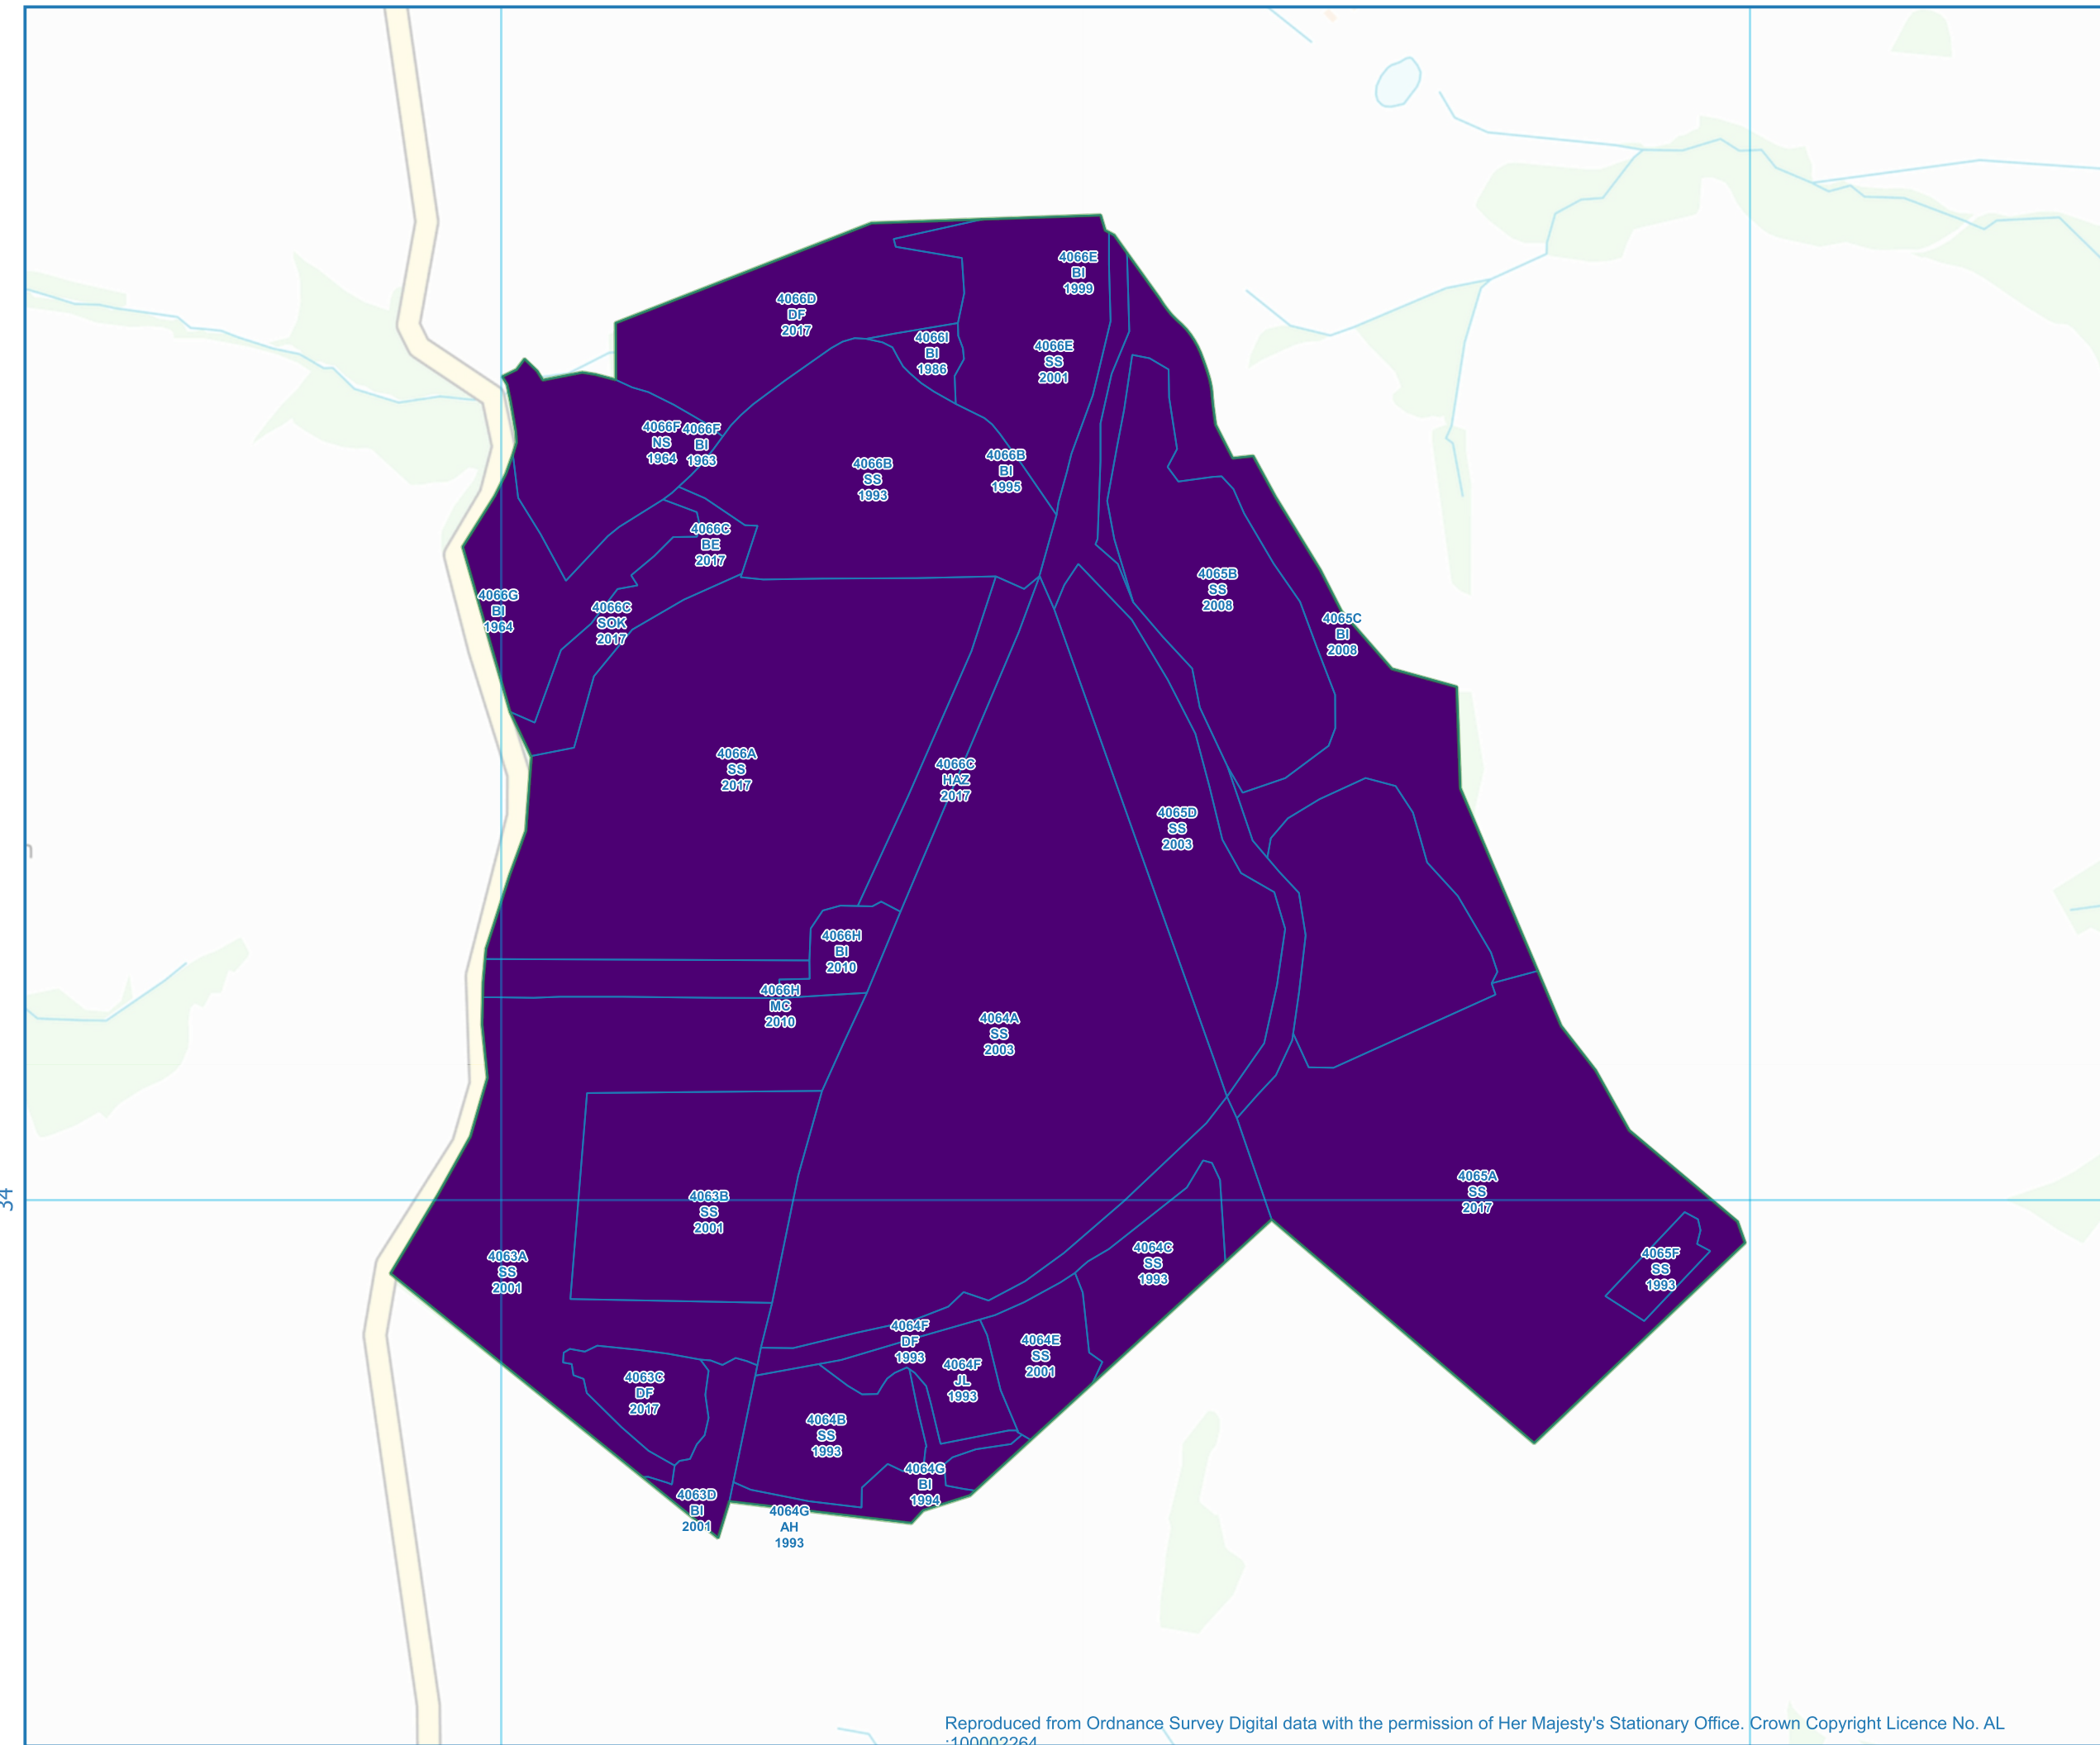 4066E
BI
1999
4066D
DF
2017
4066I
BI
1986
4066E
SS
2001
4066F
NS
1964
4066F
BI
1963
4066B
SS
1993
4066B
BI
1995
4066C
BE
2017
4065B
SS
2008
4066G
BI
1964
4066C
SOK
2017
4065C
BI
2008
4066A
SS
2017
4066C
HAZ
2017
4065D
SS
2003
4066H
BI
2010
4066H
MC
2010
4064A
SS
2003
34
4063B
SS
2001
4065A
SS
2017
4063A
SS
2001
4064C
SS
1993
4065F
SS
1993
4064F
DF
1993
4064E
SS
2001
4064F
JL
1993
4063C
DF
2017
4064B
SS
1993
4064G
BI
1994
4063D
BI
2001
4064G
AH
1993
Reproduced from Ordnance Survey Digital data with the permission of Her Majesty's Stationary Office. Crown Copyright Licence No. AL
:100002264